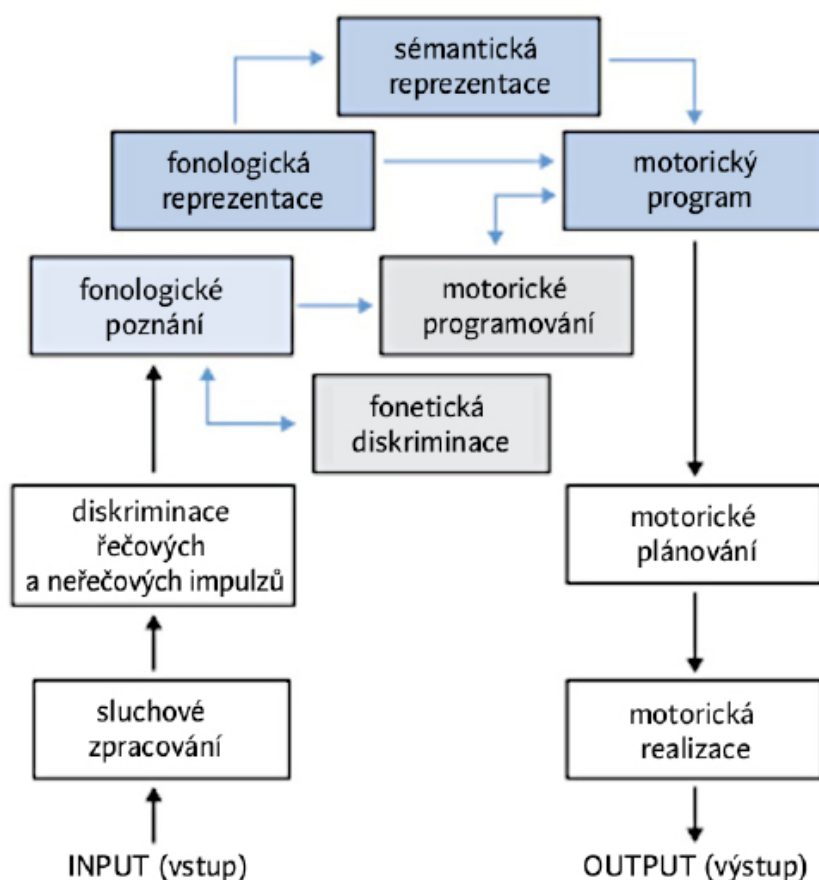 sémantická
reprezentace
fonologická
reprezentace
motorický
program
fonologické
poznání
motorické
programování
fonetická
diskriminace
diskriminace
řečových
a neřečových impulzů
motorické
plánování
sluchové
zpracování
motorická
realizace
INPUT (vstup)
OUTPUT (výstup)